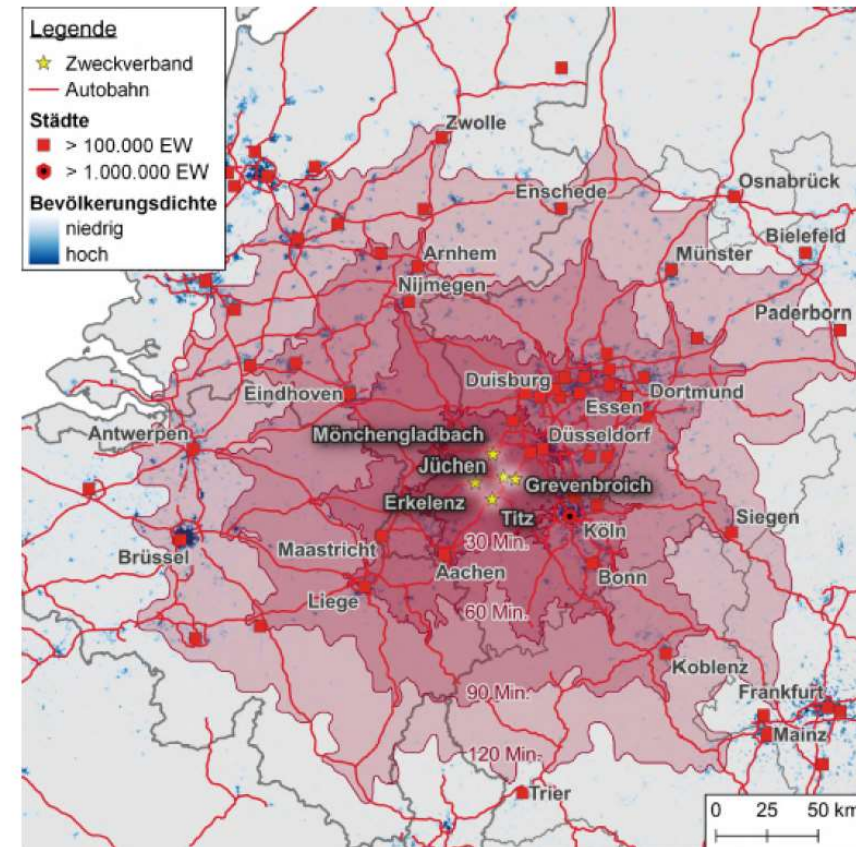 Legende
Zweckverband
Autobahn
Städte
> 100.000 EW
> 1.000.000 EW
Bevölkerungsdichte
niedrig
hoch
Zwolle
Enschede
Osnabrück
Bielefeld
Arnhem
Münster
Nijmegen
Paderborn
Duisburg
Eindhoven
Dortmund
Essen
Antwerpen
Mönchengladbach
Düsseldorf
Jüchen
Grevenbroich
Erkelenz
Titz
Siegen
Köln
30 Min.
Brüssel
Maastricht
Aachen
Bonn
Liege
60 Min.
Koblenz
90 Min.
Frankfurt
Mainz
120 Min.
Trier
0 25 50 km